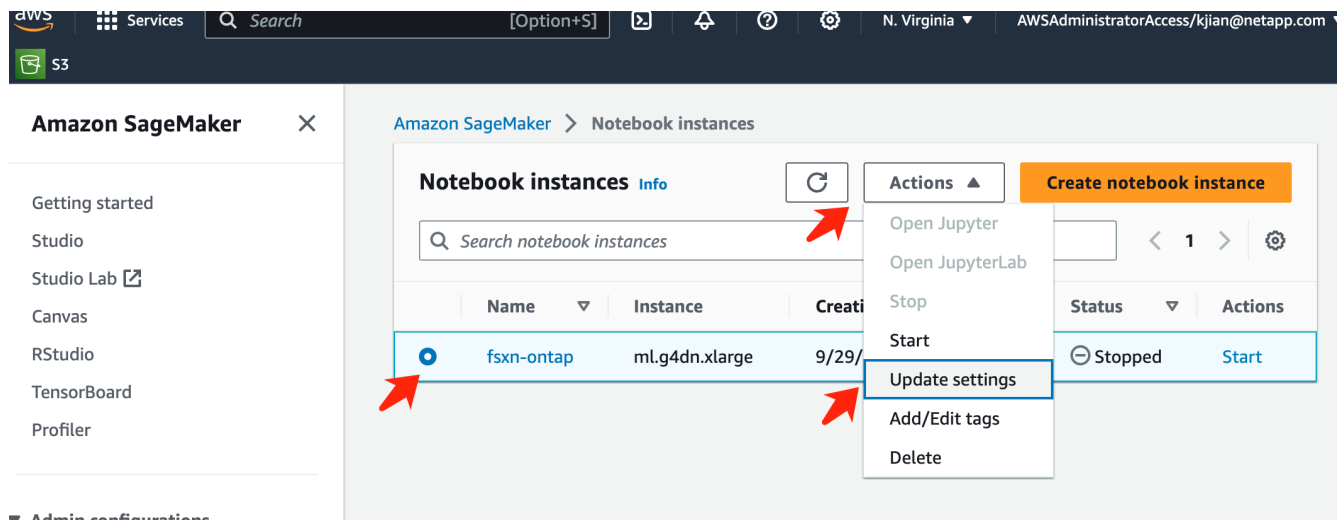 aws Services Search [Option+S] N. Virginia ▼ AWSAdministratorAccess/kjian@netapp.com
S3
Amazon SageMaker
Getting started
Studio
Studio Lab
Canvas
RStudio
TensorBoard
Profiler
Admin configurations
Amazon SageMaker > Notebook instances
Notebook instances Info Actions ▲ Create notebook instance
Search notebook instances < 1 >
Name Instance Creati Status Actions
fsxn-ontap ml.g4dn.xlarge 9/29/ Stopped Start
Open Jupyter
Open JupyterLab
Stop
Start
Update settings
Add/Edit tags
Delete